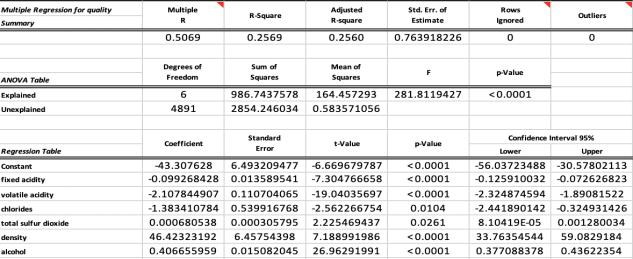 Multiple Regression for quality Multiple R-Square Adjusted Std. Err. of Rows Outliers
Summary R R-square Estimate Ignored
0.5069 0.2569 0.2560 0.763918226 0 0
Degrees of Sum of Mean of F p-Value
ANOVA Table Freedom Squares Squares
Explained 6 986.7437578 164.457293 281.8119427 <0.0001
Unexplained 4891 2854.246034 0.583571056
Coefficient Standard t-Value p-Value Confidence Interval 95%
Regression Table Error Lower Upper
Constant -43.307628 6.493209477 -6.669679787 <0.0001 -56.03723488 -30.57802113
fixed acidity -0.099268428 0.013589541 -7.304766658 <0.0001 -0.125910032 -0.072626823
volatile acidity -2.107844907 0.110704065 -19.04035697 <0.0001 -2.324874594 -1.89081522
chlorides -1.383410784 0.539916768 -2.562266754 0.0104 -2.441890142 -0.324931426
total sulfur dioxide 0.000680538 0.000305795 2.225469437 0.0261 8.10419E-05 0.001280034
density 46.42323192 6.45754398 7.188991986 <0.0001 33.76354544 59.0829184
alcohol 0.406655959 0.015082045 26.96291991 <0.0001 0.377088378 0.43622354